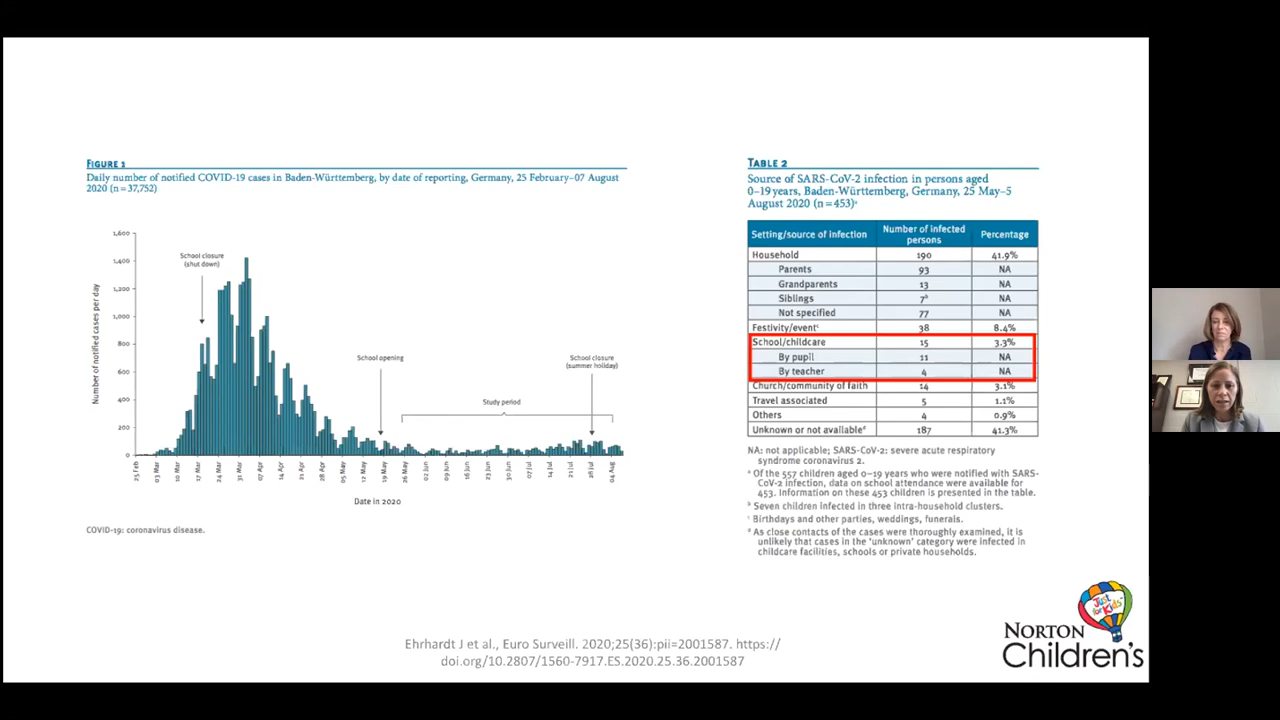 FIGURE 1
Daily number of notified COVID-19 cases in Baden-Württemberg, by date of reporting, Germany, 25 February–07 August
2020 (n = 37,752)
1,600
1,400
1,200
1,000
800
600
400
200
0
Number of notified cases per day
School closure
(shut down)
School opening
School closure
(summer holiday)
Study period
25 Feb
03 Mar
10 Mar
17 Mar
24 Mar
31 Mar
07 Apr
14 Apr
21 Apr
28 Apr
05 May
12 May
19 May
26 May
02 Jun
09 Jun
16 Jun
23 Jun
30 Jun
07 Jul
14 Jul
21 Jul
28 Jul
04 Aug
Date in 2020
COVID-19: coronavirus disease.
TABLE 2
Source of SARS-CoV-2 infection in persons aged
0–19 years, Baden-Württemberg, Germany, 25 May–5
August 2020 (n = 453)ᵃ
Setting/source of infection Number of infected persons Percentage
Household 190 41.9%
Parents 93 NA
Grandparents 13 NA
Siblings 7ᵇ NA
Not specified 77 NA
Festivity/eventᶜ 38 8.4%
School/childcare 15 3.3%
By pupil 11 NA
By teacher 4 NA
Church/community of faith 14 3.1%
Travel associated 5 1.1%
Others 4 0.9%
Unknown or not availableᵈ 187 41.3%
NA: not applicable; SARS-CoV-2: severe acute respiratory
syndrome coronavirus 2.
ᵃ Of the 557 children aged 0–19 years who were notified with SARS-
CoV-2 infection, data on school attendance were available for
453. Information on these 453 children is presented in the table.
ᵇ Seven children infected in three intra-household clusters.
ᶜ Birthdays and other parties, weddings, funerals.
ᵈ As close contacts of the cases were thoroughly examined, it is
unlikely that cases in the ‘unknown’ category were infected in
childcare facilities, schools or private households.
Ehrhardt J et al., Euro Surveill. 2020;25(36):pii=2001587. https://
doi.org/10.2807/1560-7917.ES.2020.25.36.2001587
Just for Kids
NORTON
Children's